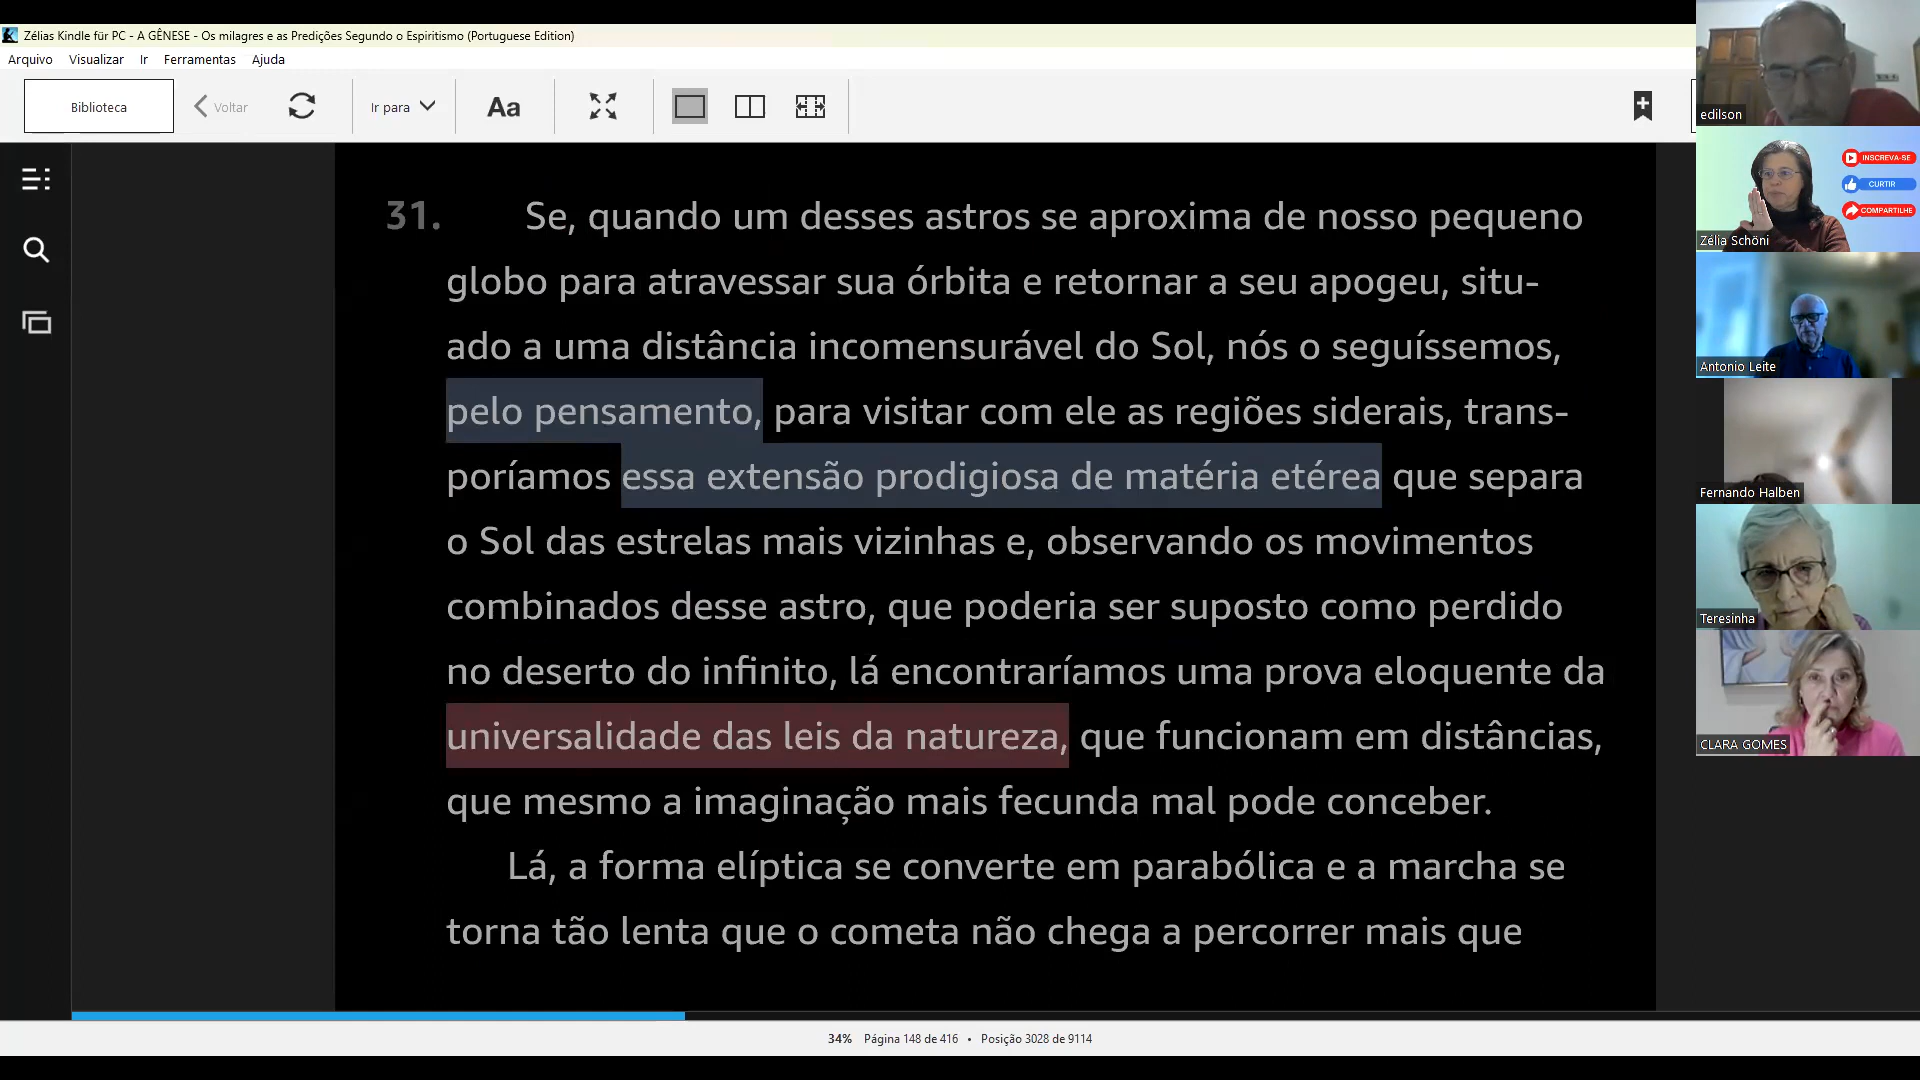 Zélias Kindle für PC - A GÊNESE - Os milagres e as Predições Segundo o Espiritismo (Portuguese Edition)
Arquivo Visualizar Ir Ferramentas Ajuda
Biblioteca Voltar Ir para Aa
31. Se, quando um desses astros se aproxima de nosso pequeno
globo para atravessar sua órbita e retornar a seu apogeu, situ-
ado a uma distância incomensurável do Sol, nós o seguíssemos,
pelo pensamento, para visitar com ele as regiões siderais, trans-
poríamos essa extensão prodigiosa de matéria etérea que separa
o Sol das estrelas mais vizinhas e, observando os movimentos
combinados desse astro, que poderia ser suposto como perdido
no deserto do infinito, lá encontraríamos uma prova eloquente da
universalidade das leis da natureza, que funcionam em distâncias,
que mesmo a imaginação mais fecunda mal pode conceber.
Lá, a forma elíptica se converte em parabólica e a marcha se
torna tão lenta que o cometa não chega a percorrer mais que
34% Página 148 de 416 • Posição 3028 de 9114
edilson
INSCREVA-SE
CURTIR
COMPARTILHE
Zélia Schöni
Antonio Leite
Fernando Halben
Teresinha
CLARA GOMES